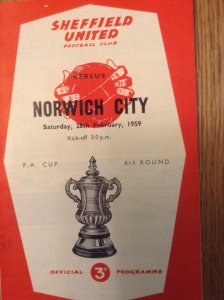 SHEFFIELD
UNITED
FOOTBALL CLUB
VERSUS
NORWICH CITY
Saturday, 28th February, 1959
Kick-off 3.0 p.m.
F.A. CUP 6th ROUND
OFFICIAL 3D PROGRAMME